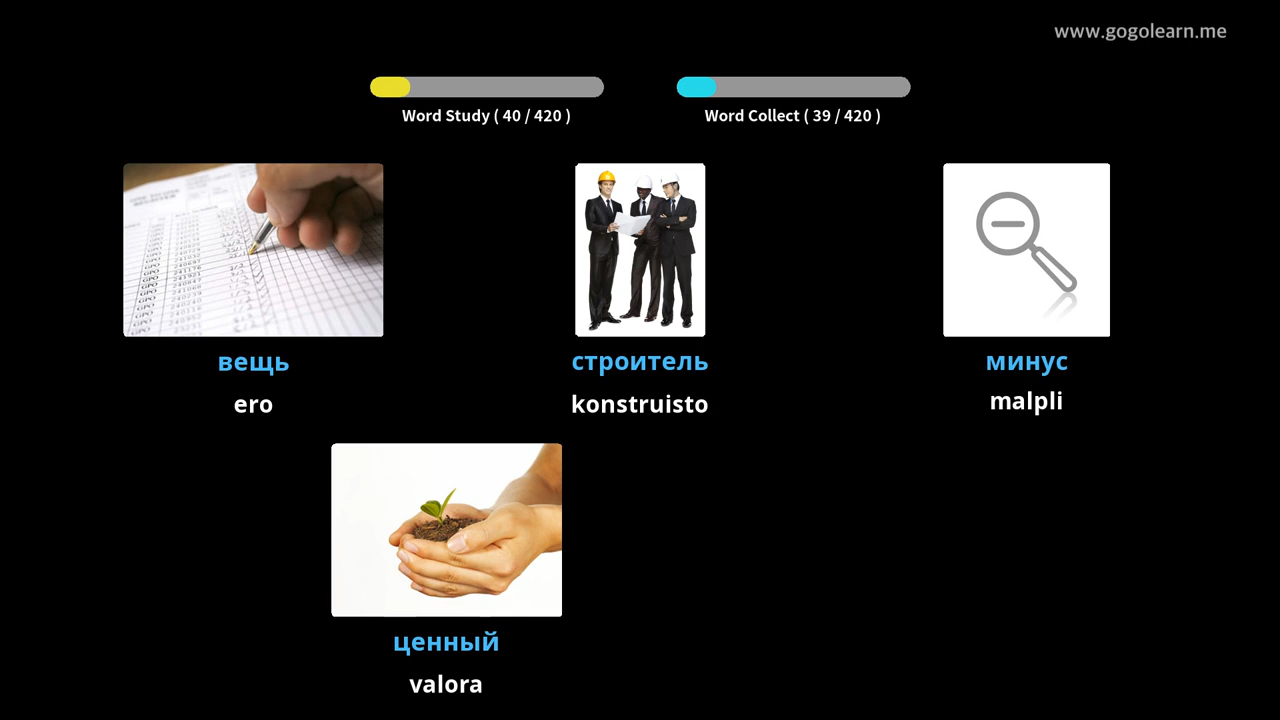 www.gogolearn.me
Word Study ( 40 / 420 )
Word Collect ( 39 / 420 )
вещь
ero
строитель
konstruisto
минус
malpli
ценный
valora